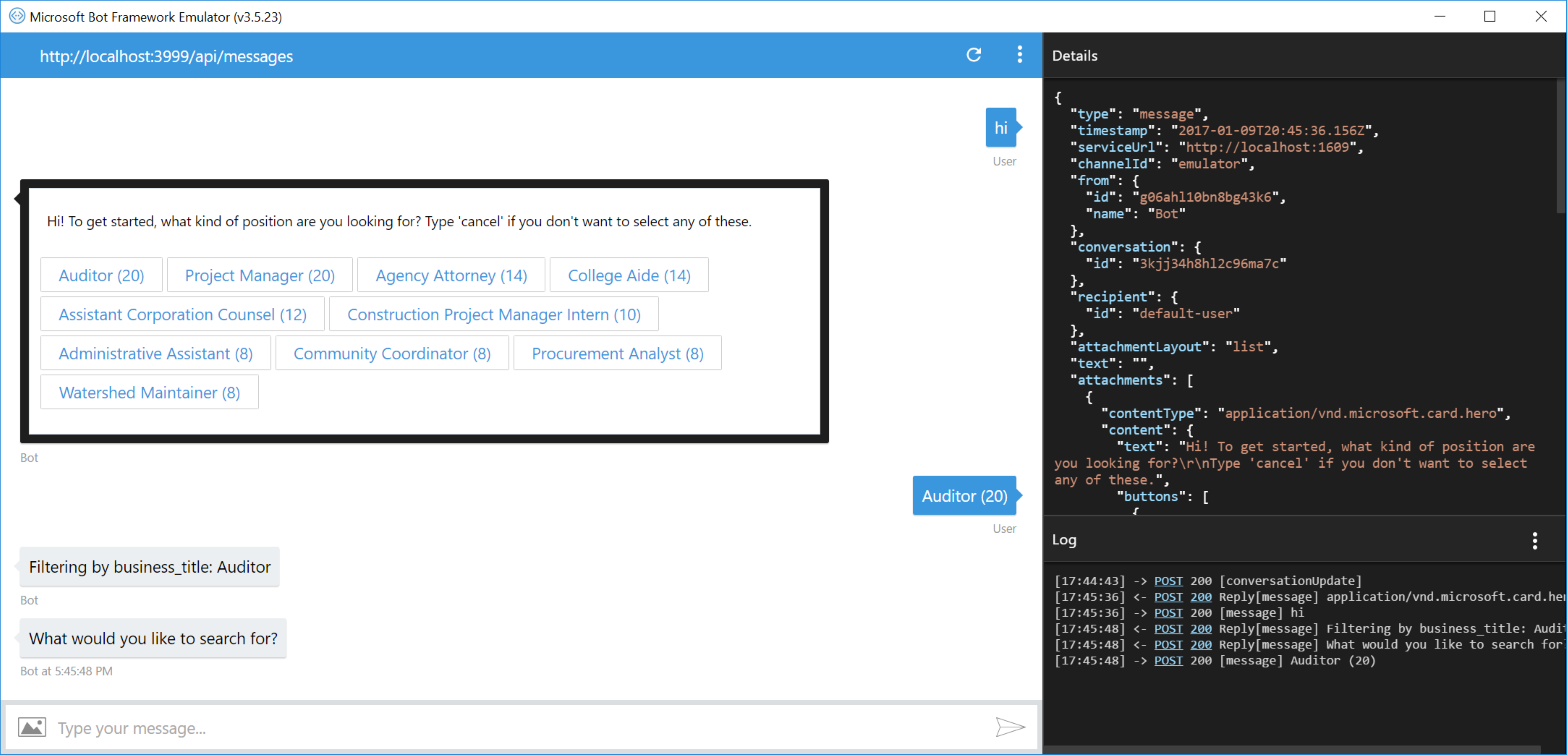 Microsoft Bot Framework Emulator (v3.5.23)
http://localhost:3999/api/messages
hi
User
Hi! To get started, what kind of position are you looking for? Type 'cancel' if you don't want to select any of these.
Auditor (20) Project Manager (20) Agency Attorney (14) College Aide (14)
Assistant Corporation Counsel (12) Construction Project Manager Intern (10)
Administrative Assistant (8) Community Coordinator (8) Procurement Analyst (8)
Watershed Maintainer (8)
Bot
Auditor (20)
User
Filtering by business_title: Auditor
Bot
What would you like to search for?
Bot at 5:45:48 PM
Type your message...
Details
{
"type": "message",
"timestamp": "2017-01-09T20:45:36.156Z",
"serviceUrl": "http://localhost:1609",
"channelId": "emulator",
"from": {
"id": "g06ahl10bn8bg43k6",
"name": "Bot"
},
"conversation": {
"id": "3kjj34h8hl2c96ma7c"
},
"recipient": {
"id": "default-user"
},
"attachmentLayout": "list",
"text": "",
"attachments": [
{
"contentType": "application/vnd.microsoft.card.hero",
"content": {
"text": "Hi! To get started, what kind of position are
you looking for?\r\nType 'cancel' if you don't want to select
any of these.",
"buttons": [
{
Log
[17:44:43] -> POST 200 [conversationUpdate]
[17:45:36] <- POST 200 Reply[message] application/vnd.microsoft.card.her
[17:45:36] -> POST 200 [message] hi
[17:45:48] <- POST 200 Reply[message] Filtering by business_title: Audit
[17:45:48] <- POST 200 Reply[message] What would you like to search for
[17:45:48] -> POST 200 [message] Auditor (20)